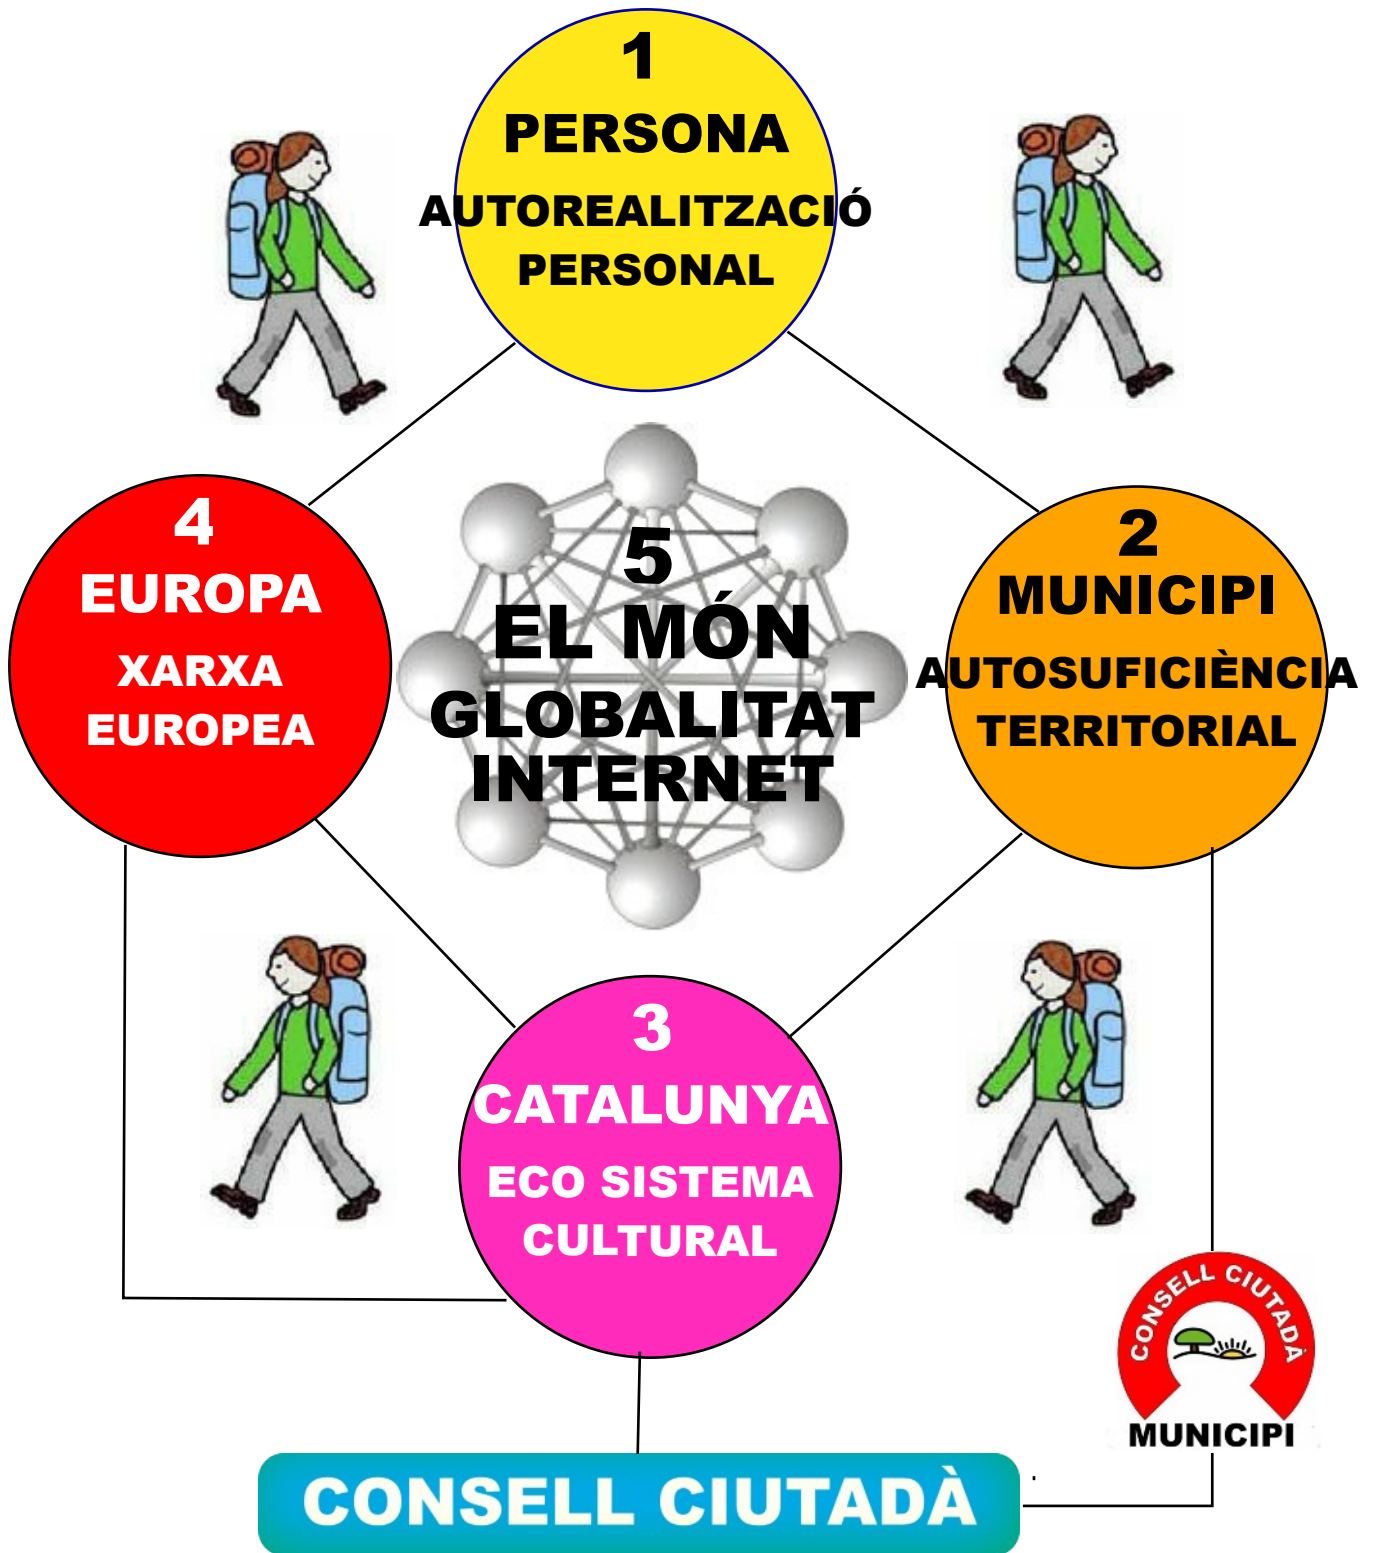 1
PERSONA
AUTOREALITZACIÓ
PERSONAL
2
MUNICIPI
AUTOSUFICIÈNCIA
TERRITORIAL
3
CATALUNYA
ECO SISTEMA
CULTURAL
4
EUROPA
XARXA
EUROPEA
5
EL MÓN
GLOBALITAT
INTERNET
CONSELL CIUTADÀ
MUNICIPI
CONSELL CIUTADÀ